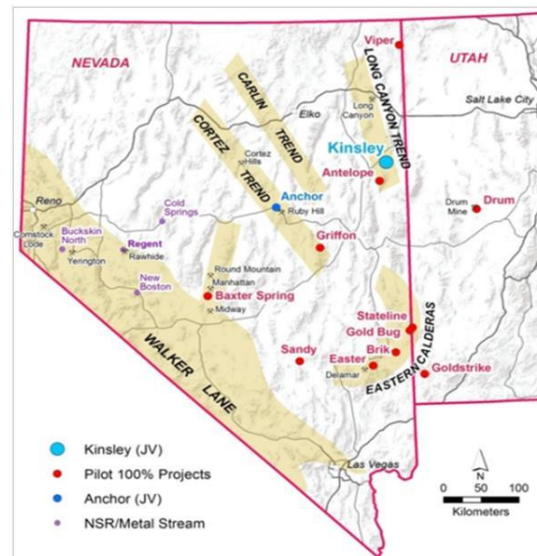 Viper
NEVADA
UTAH
LONG CANYON TREND
CARLIN
TREND
Long
Canyon
Salt Lake City
Elko
CORTEZ
TREND
Cortez
Hills
Kinsley
Antelope
Reno
Cold
Springs
Anchor
Ruby Hill
Drum
Mine
Drum
Comstock
Lode
Buckskin
North
Yerington
Regent
Rawhide
Griffon
Round Mountain
Manhattan
New
Boston
Baxter Spring
Midway
Stateline
Gold Bug
Brik
Sandy
Easter
Delamar
EASTERN CALDERAS
Goldstrike
WALKER
LANE
Las Vegas
Kinsley (JV)
Pilot 100% Projects
Anchor (JV)
NSR/Metal Stream
N
0 50 100
Kilometers